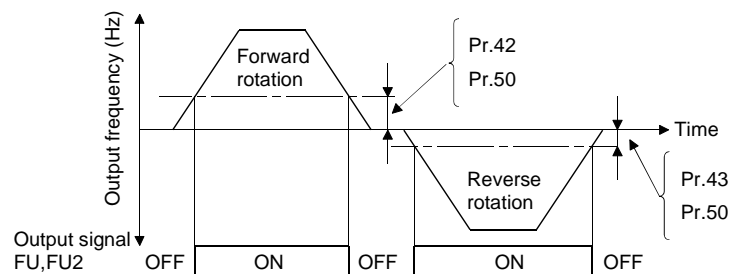 Output frequency (Hz)
Forward
rotation
Pr.42
Pr.50
Time
Reverse
rotation
Pr.43
Pr.50
Output signal
FU,FU2
OFF
ON
OFF
ON
OFF